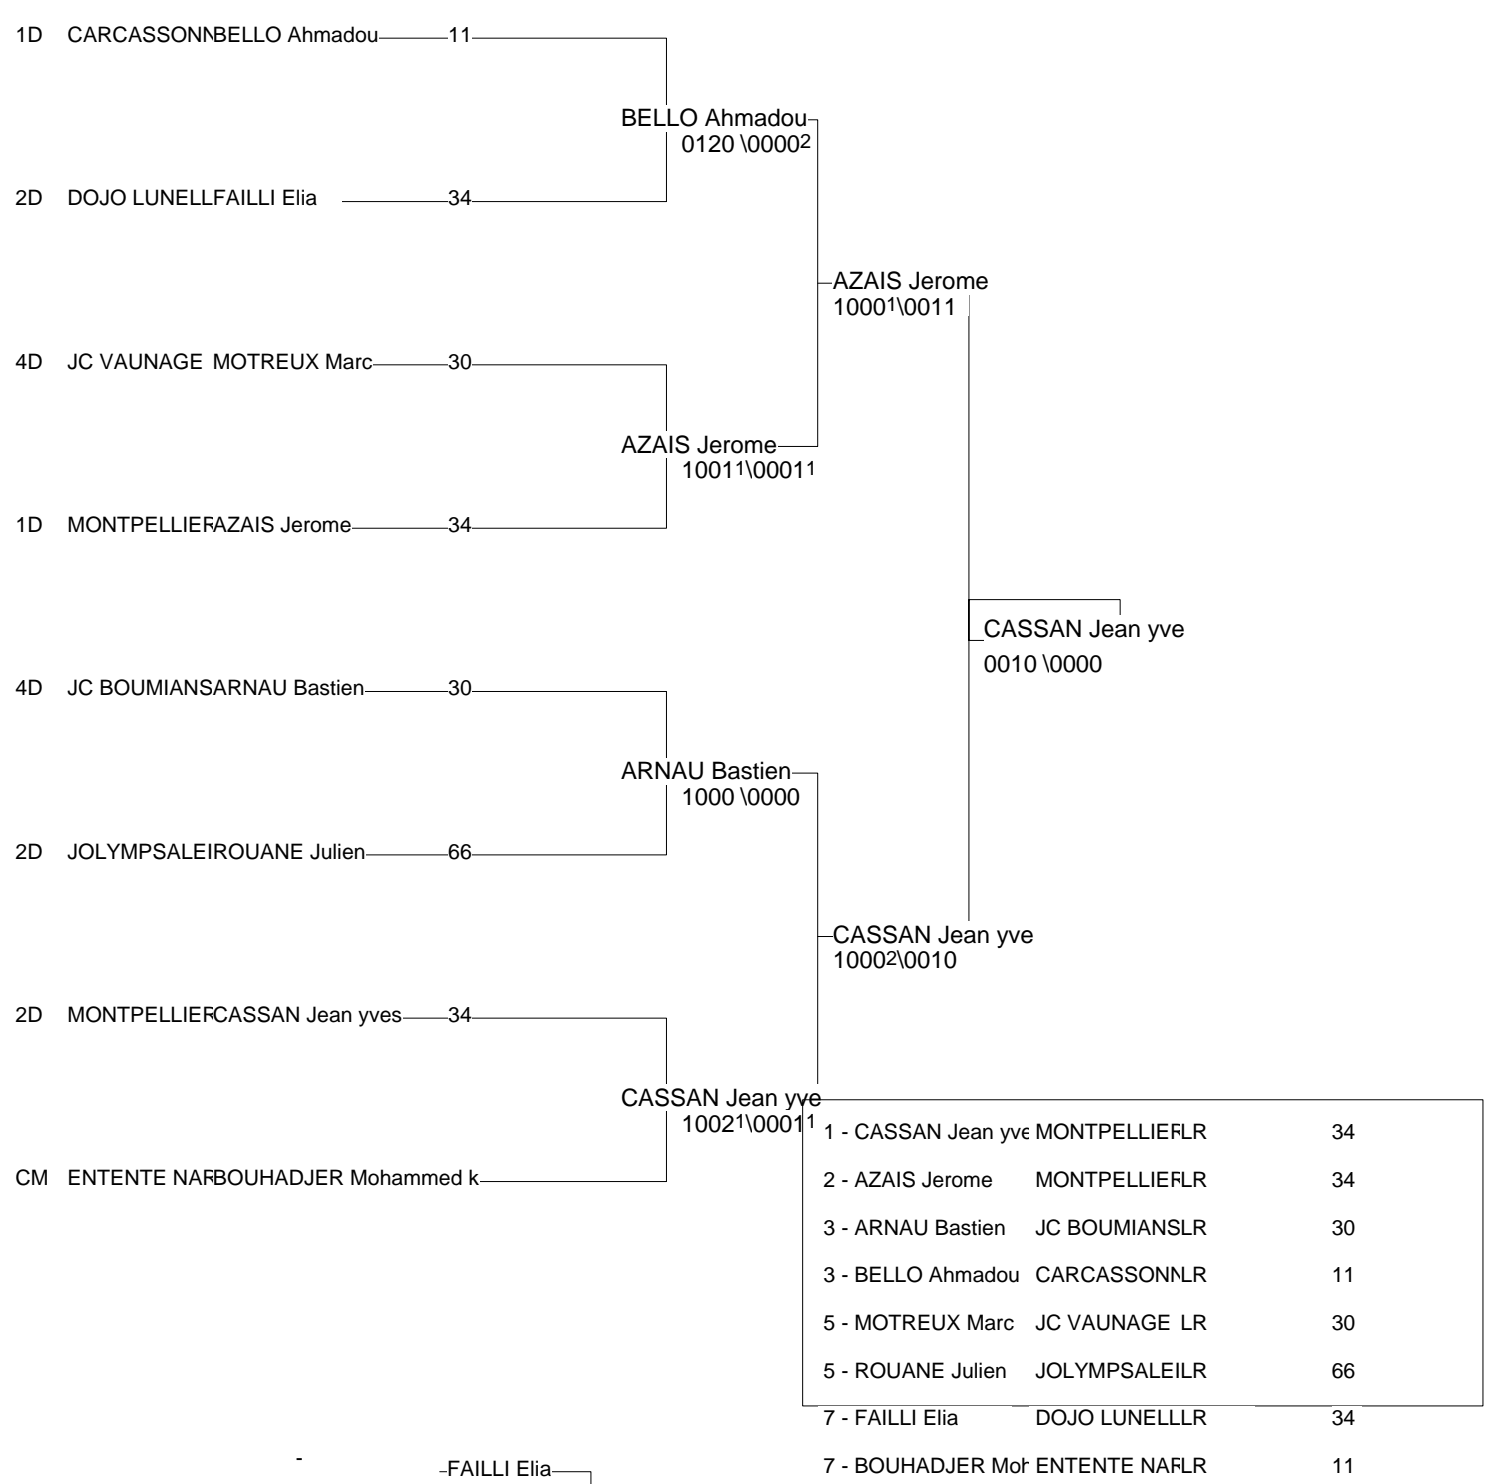 1D CARCASSONNBELLO Ahmadou 11
BELLO Ahmadou
0120 \00002
2D DOJO LUNELLFAILLI Elia 34
AZAIS Jerome
10001\0011
4D JC VAUNAGE MOTREUX Marc 30
AZAIS Jerome
10011\00011
1D MONTPELLIERAZAIS Jerome 34
CASSAN Jean yve
0010 \0000
4D JC BOUMIANSARNAU Bastien 30
ARNAU Bastien
1000 \0000
2D JOLYMPSALEIROUANE Julien 66
CASSAN Jean yve
10002\0010
2D MONTPELLIERCASSAN Jean yves 34
CASSAN Jean yve
10021\00011
1 - CASSAN Jean yve MONTPELLIERLR 34
CM ENTENTE NARBOUHADJER Mohammed k
2 - AZAIS Jerome MONTPELLIERLR 34
3 - ARNAU Bastien JC BOUMIANSLR 30
3 - BELLO Ahmadou CARCASSONNLR 11
5 - MOTREUX Marc JC VAUNAGE LR 30
5 - ROUANE Julien JOLYMPSALEILR 66
7 - FAILLI Elia DOJO LUNELLLR 34
7 - BOUHADJER Moh ENTENTE NARLR 11
- FAILLI Elia